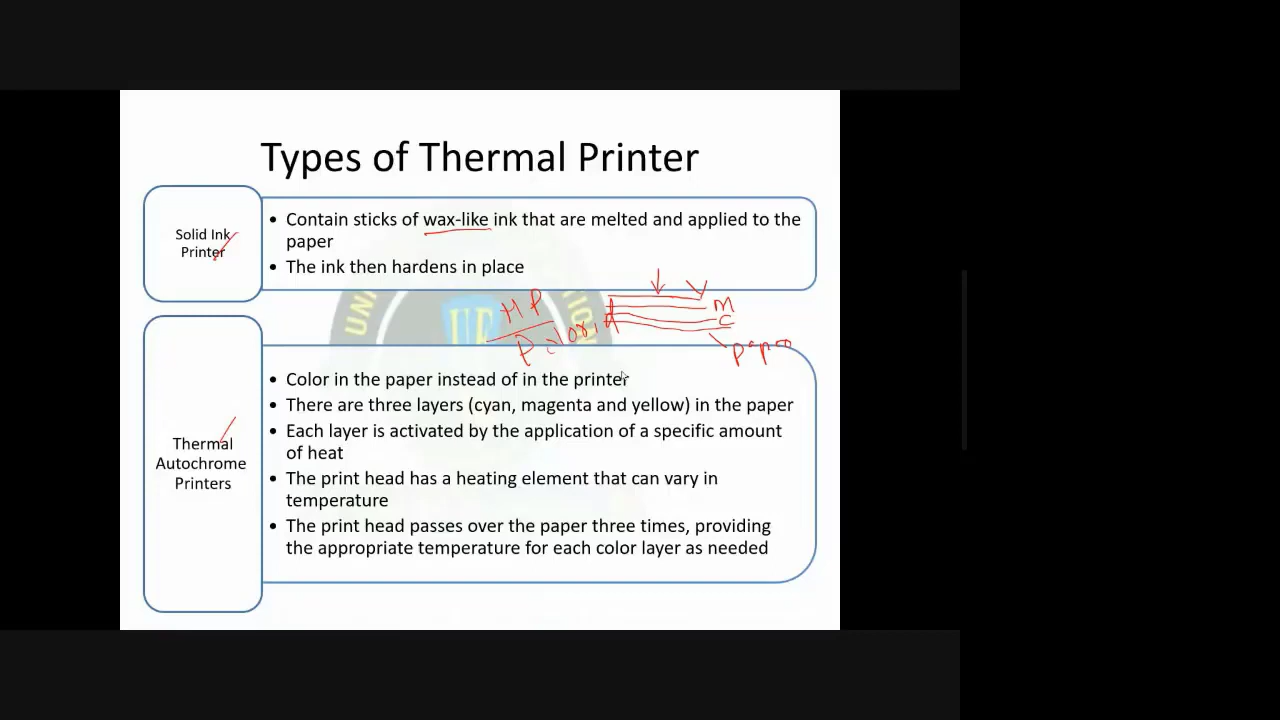 Types of Thermal Printer
Solid Ink
Printer
• Contain sticks of wax-like ink that are melted and applied to the
paper
• The ink then hardens in place
H P
M
C
Thermal
Autochrome
Printers
• Color in the paper instead of in the printer
• There are three layers (cyan, magenta and yellow) in the paper
• Each layer is activated by the application of a specific amount
of heat
• The print head has a heating element that can vary in
temperature
• The print head passes over the paper three times, providing
the appropriate temperature for each color layer as needed